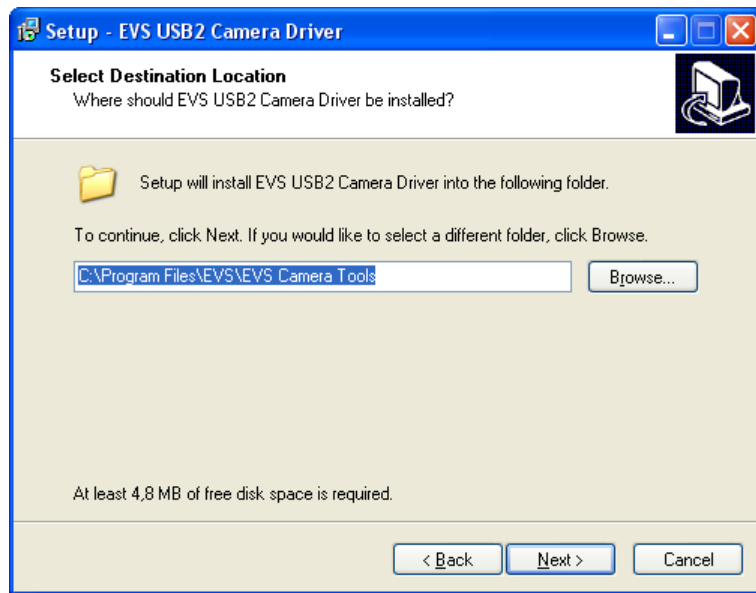 Setup - EVS USB2 Camera Driver
Select Destination Location
Where should EVS USB2 Camera Driver be installed?
Setup will install EVS USB2 Camera Driver into the following folder.
To continue, click Next. If you would like to select a different folder, click Browse.
C:\Program Files\EVS\EVS Camera Tools
Browse...
At least 4,8 MB of free disk space is required.
< Back
Next >
Cancel